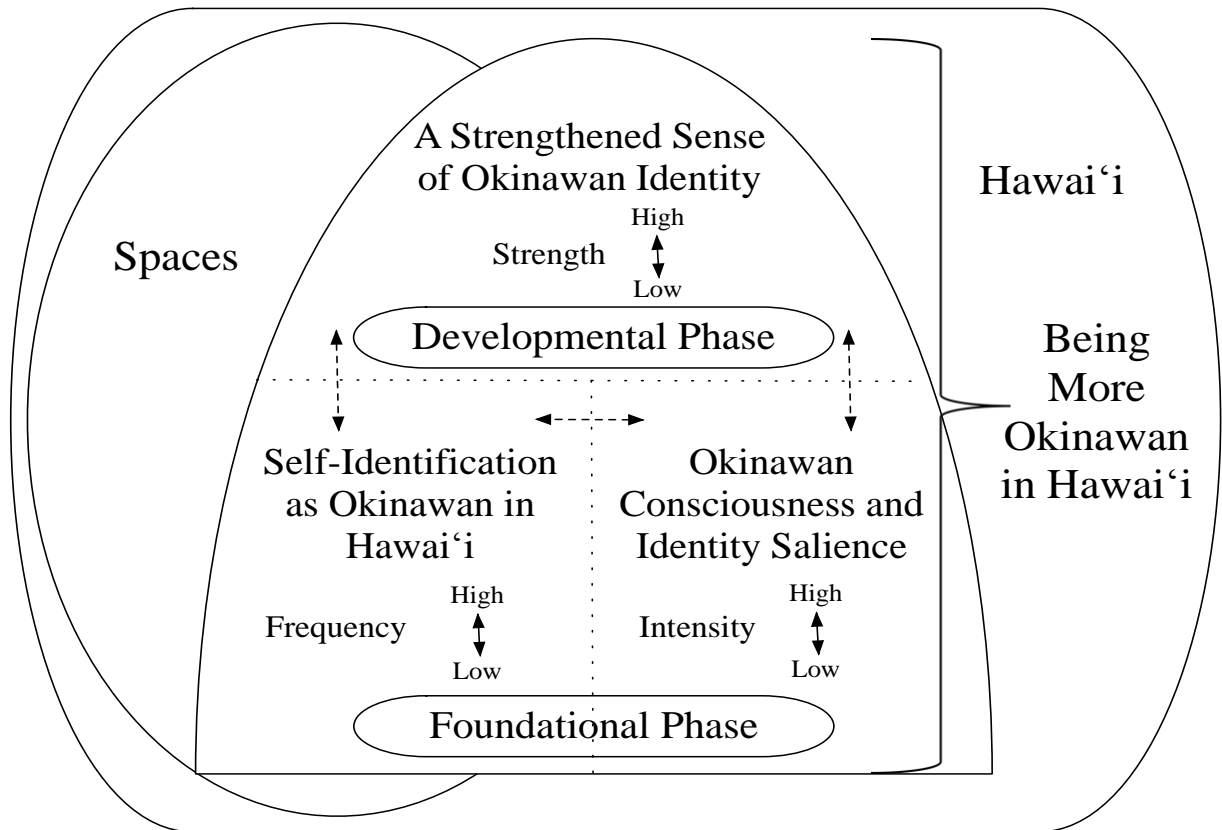 A Strengthened Sense
of Okinawan Identity
Hawai‘i
High
Strength
Low
Spaces
Developmental Phase
Being
More
Okinawan
in Hawai‘i
Self-Identification
as Okinawan in
Hawai‘i
Okinawan
Consciousness and
Identity Salience
High
Frequency
Low
High
Intensity
Low
Foundational Phase